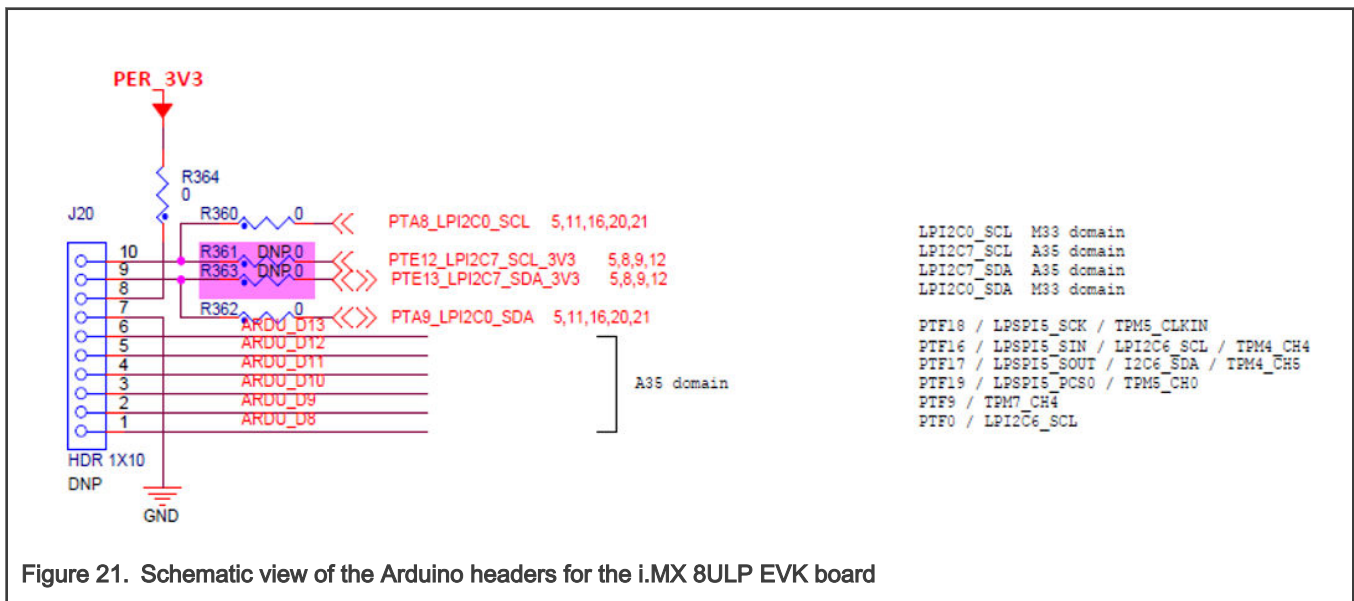 PER_3V3
R364
0
J20
R360 0 PTA8_LPI2C0_SCL 5,11,16,20,21
10 R361 DNP 0 PTE12_LPI2C7_SCL_3V3 5,8,9,12
9 R363 DNP 0 PTE13_LPI2C7_SDA_3V3 5,8,9,12
8
7 R362 0 PTA9_LPI2C0_SDA 5,11,16,20,21
6 ARDU_D13
5 ARDU_D12
4 ARDU_D11
3 ARDU_D10
2 ARDU_D9
1 ARDU_D8
A35 domain
HDR 1X10
DNP
GND
LPI2C0_SCL M33 domain
LPI2C7_SCL A35 domain
LPI2C7_SDA A35 domain
LPI2C0_SDA M33 domain
PTF18 / LPSPI5_SCK / TPM5_CLKIN
PTF16 / LPSPI5_SIN / LPI2C6_SCL / TPM4_CH4
PTF17 / LPSPI5_SOUT / I2C6_SDA / TPM4_CH5
PTF19 / LPSPI5_PCS0 / TPM5_CH0
PTF9 / TPM7_CH4
PTF0 / LPI2C6_SCL
Figure 21. Schematic view of the Arduino headers for the i.MX 8ULP EVK board